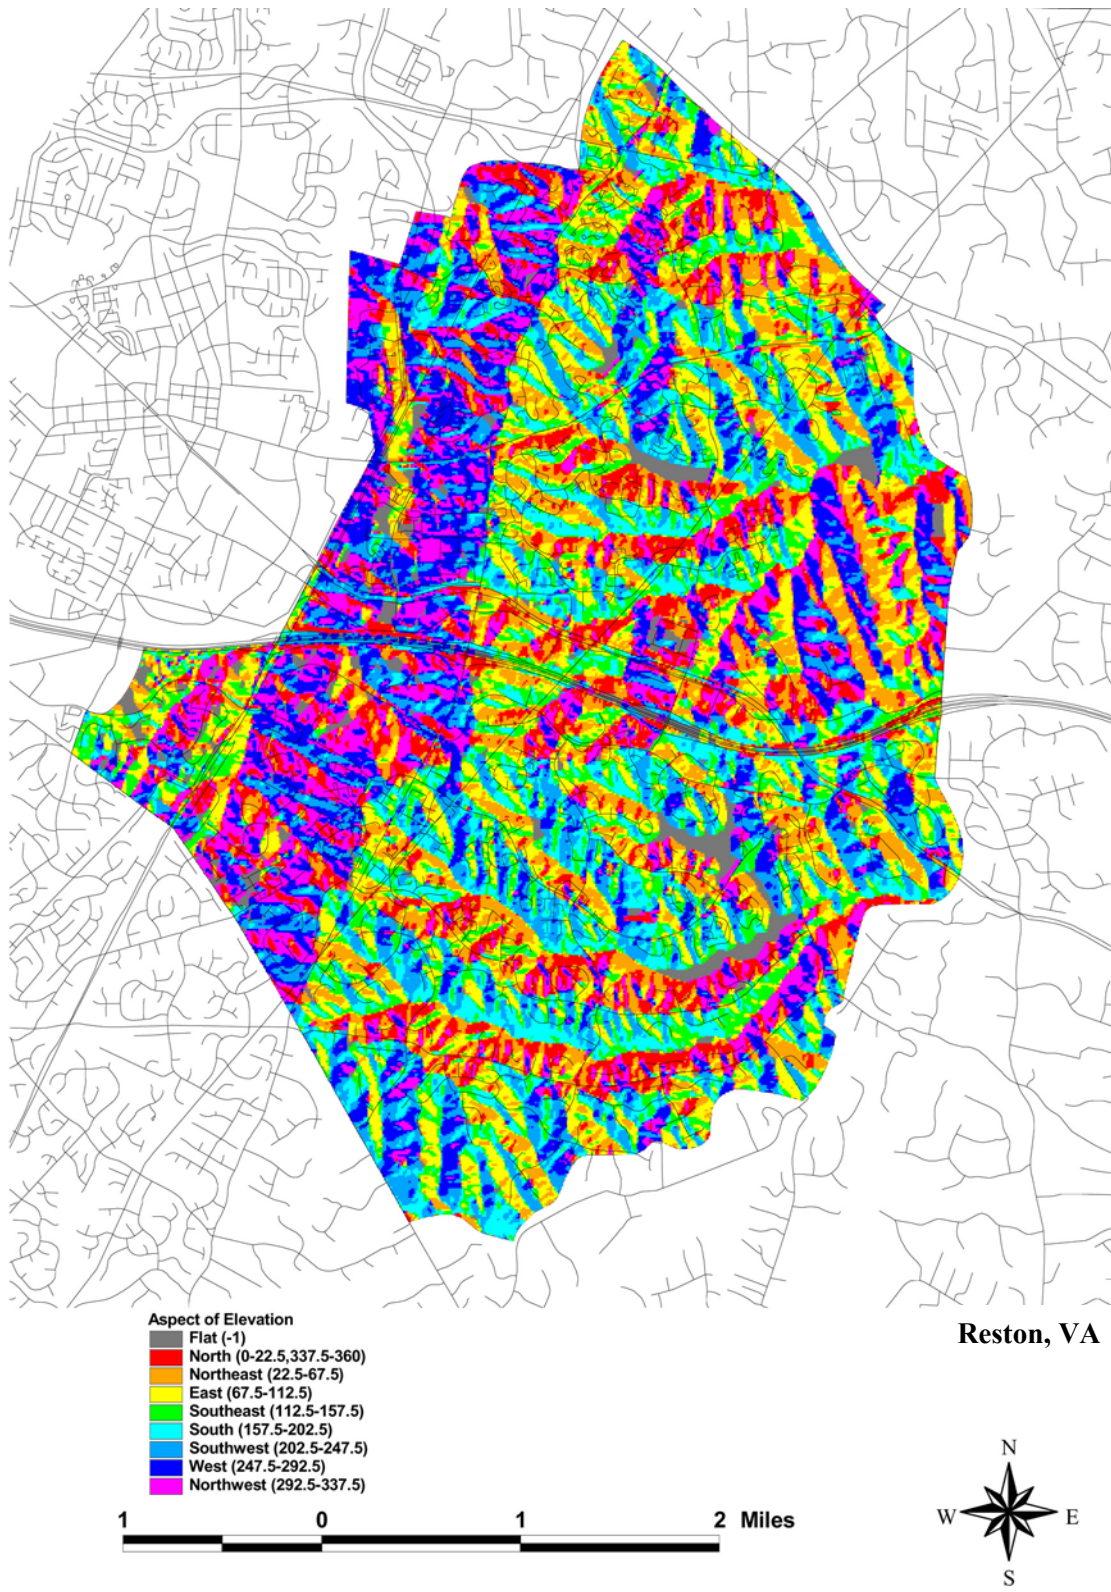 Reston, VA
Aspect of Elevation
Flat (-1)
North (0-22.5,337.5-360)
Northeast (22.5-67.5)
East (67.5-112.5)
Southeast (112.5-157.5)
South (157.5-202.5)
Southwest (202.5-247.5)
West (247.5-292.5)
Northwest (292.5-337.5)
1 0 1 2 Miles
N
W E
S